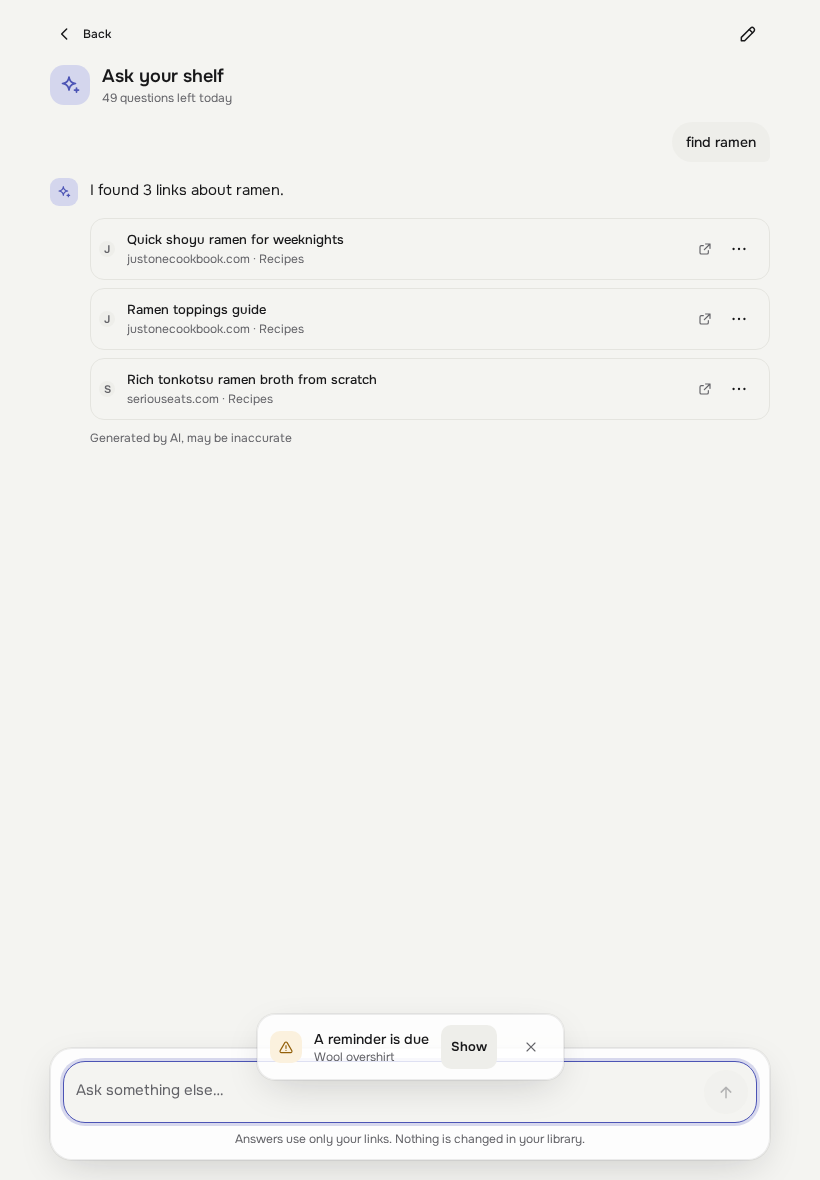 Back
Ask your shelf
49 questions left today
find ramen
I found 3 links about ramen.
J
Quick shoyu ramen for weeknights
justonecookbook.com · Recipes
J
Ramen toppings guide
justonecookbook.com · Recipes
S
Rich tonkotsu ramen broth from scratch
seriouseats.com · Recipes
Generated by AI, may be inaccurate
A reminder is due
Wool overshirt
Show
Ask something else…
Answers use only your links. Nothing is changed in your library.